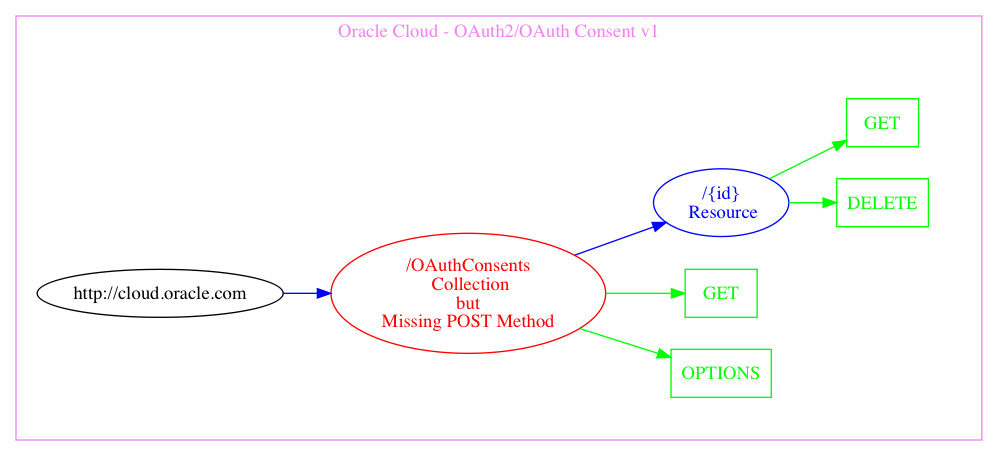 Oracle Cloud - OAuth2/OAuth Consent v1
http://cloud.oracle.com
/OAuthConsents
Collection
but
Missing POST Method
/{id}
Resource
GET
DELETE
GET
OPTIONS